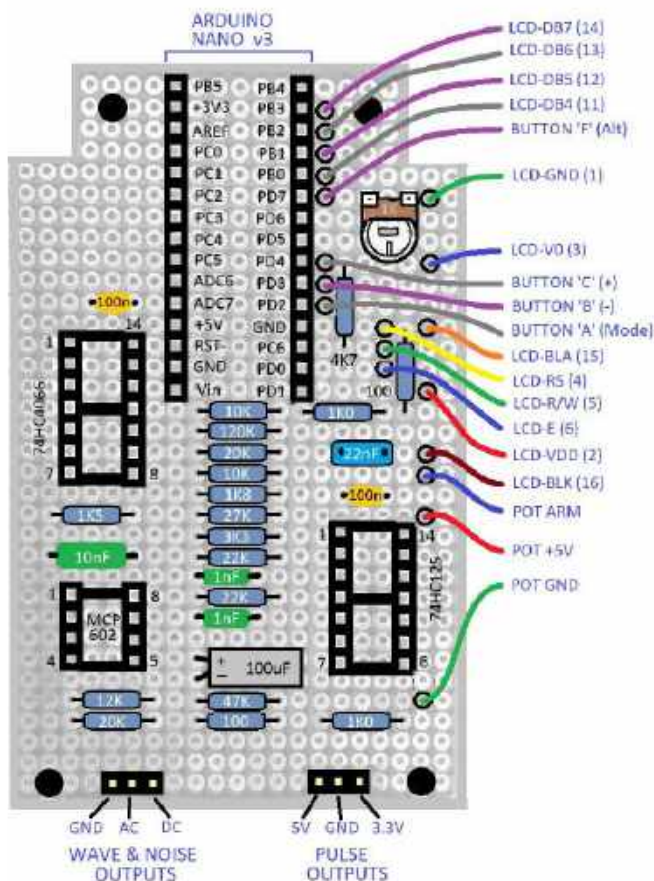 ARDUINO
NANO v3
LCD-DB7 (14)
LCD-DB6 (13)
LCD-DB5 (12)
LCD-DB4 (11)
BUTTON 'F' (Alt)
LCD-GND (1)
LCD-V0 (3)
BUTTON 'C' (+)
BUTTON 'B' (-)
BUTTON 'A' (Mode)
LCD-BLA (15)
LCD-RS (4)
LCD-R/W (5)
LCD-E (6)
LCD-VDD (2)
LCD-BLK (16)
POT ARM
POT +5V
POT GND
PB5 PB4
+3V3 PB3
AREF PB2
PC0 PB1
PC1 PB0
PC2 PD7
PC3 PD6
PC4 PD5
PC5 PD4
ADC6 PD3
ADC7 PD2
+5V GND
RST PC6
GND PD0
Vin PD1
100n
1 14
74HC4066
7 8
4K7
100
10K 1K0
120K
20K 22nF
10K
1K8 100n
27K
3K3
22K
1nF
22K
1nF
1K5
10nF
1 8
MCP
602
4 5
1 14
74HC125
7 8
+
−
100uF
12K 47K
20K 100 1K0
GND AC DC
WAVE & NOISE
OUTPUTS
5V GND 3.3V
PULSE
OUTPUTS